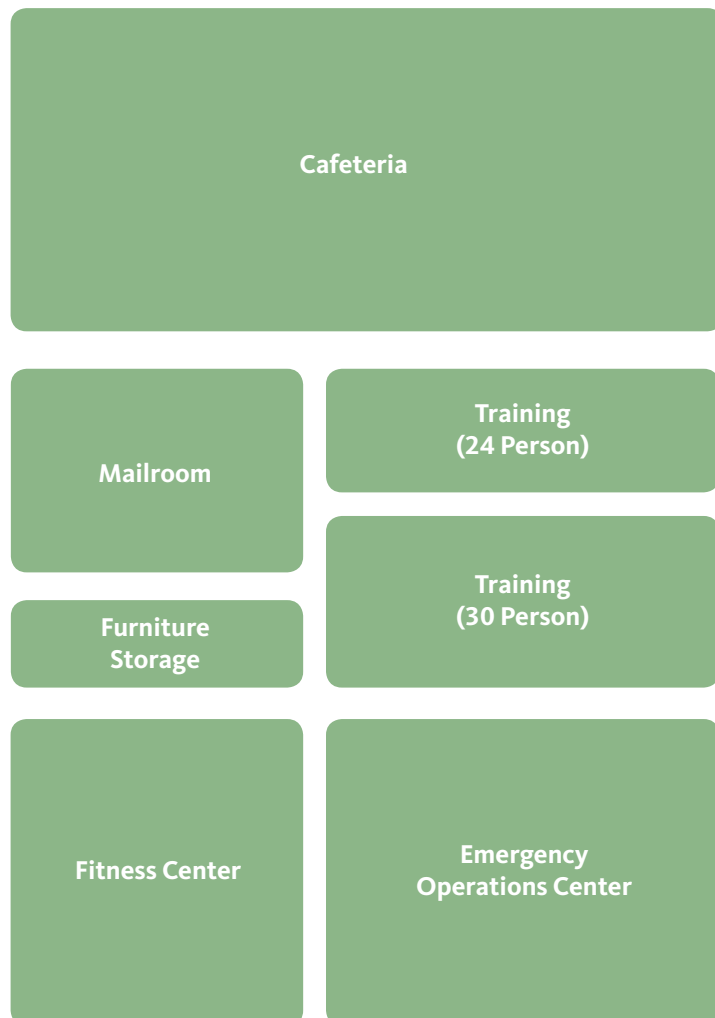 Cafeteria
Mailroom
Training
(24 Person)
Training
(30 Person)
Furniture
Storage
Fitness Center
Emergency
Operations Center